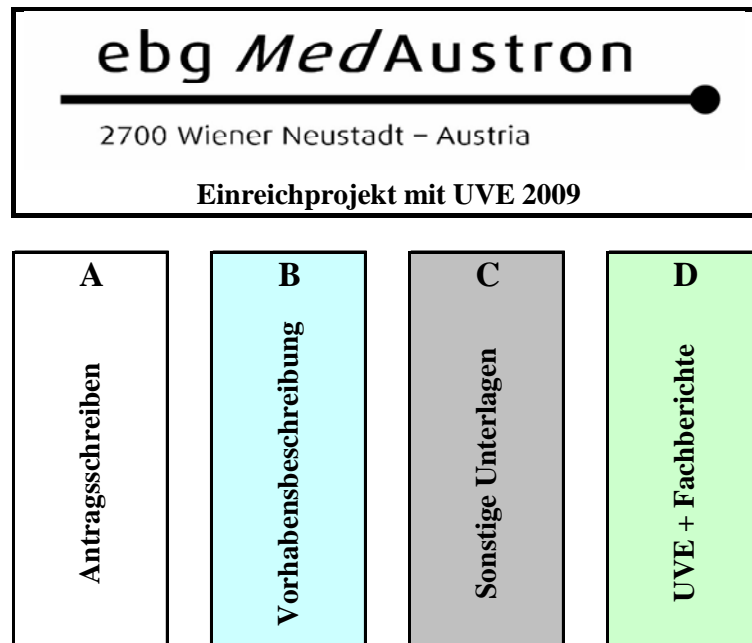 ebg MedAustron
2700 Wiener Neustadt – Austria
Einreichprojekt mit UVE 2009
A
Antragsschreiben
B
Vorhabensbeschreibung
C
Sonstige Unterlagen
D
UVE + Fachberichte